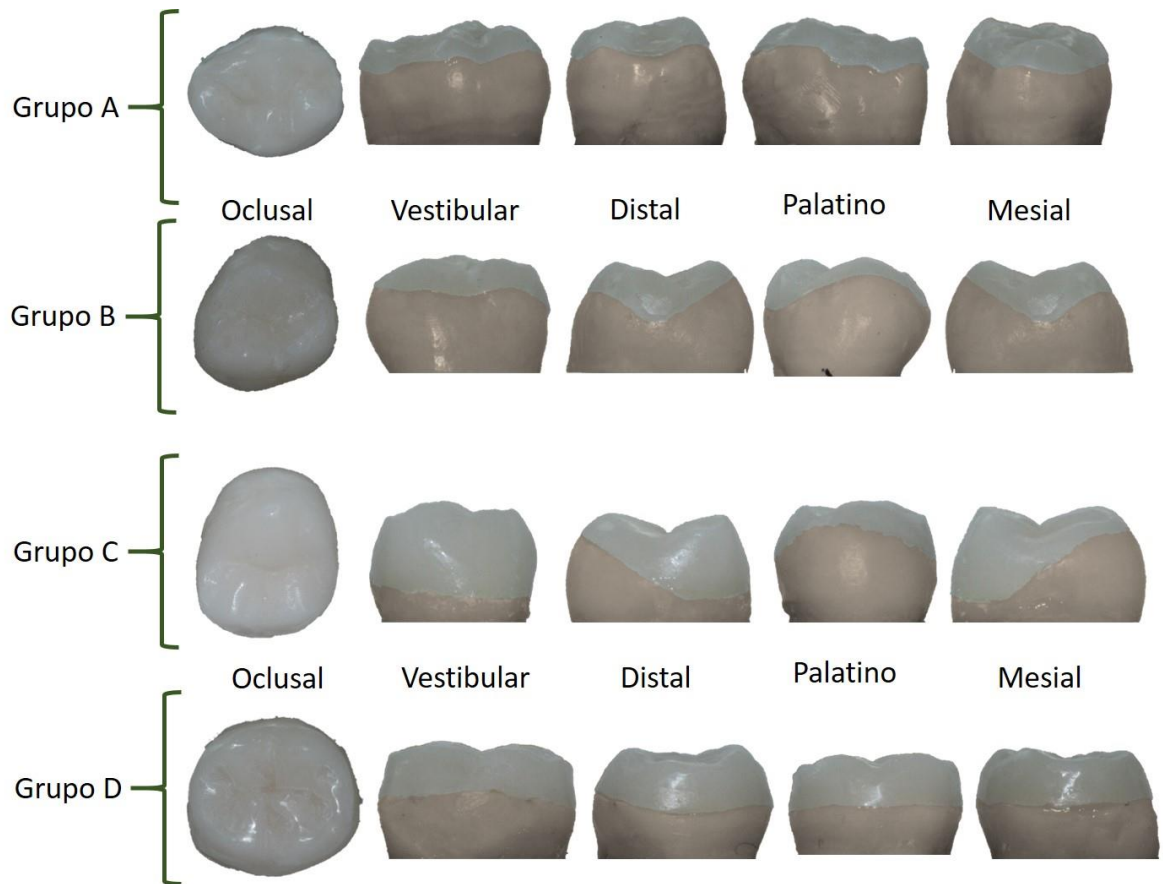 Grupo A
Oclusal Vestibular Distal Palatino Mesial
Grupo B
Grupo C
Oclusal Vestibular Distal Palatino Mesial
Grupo D